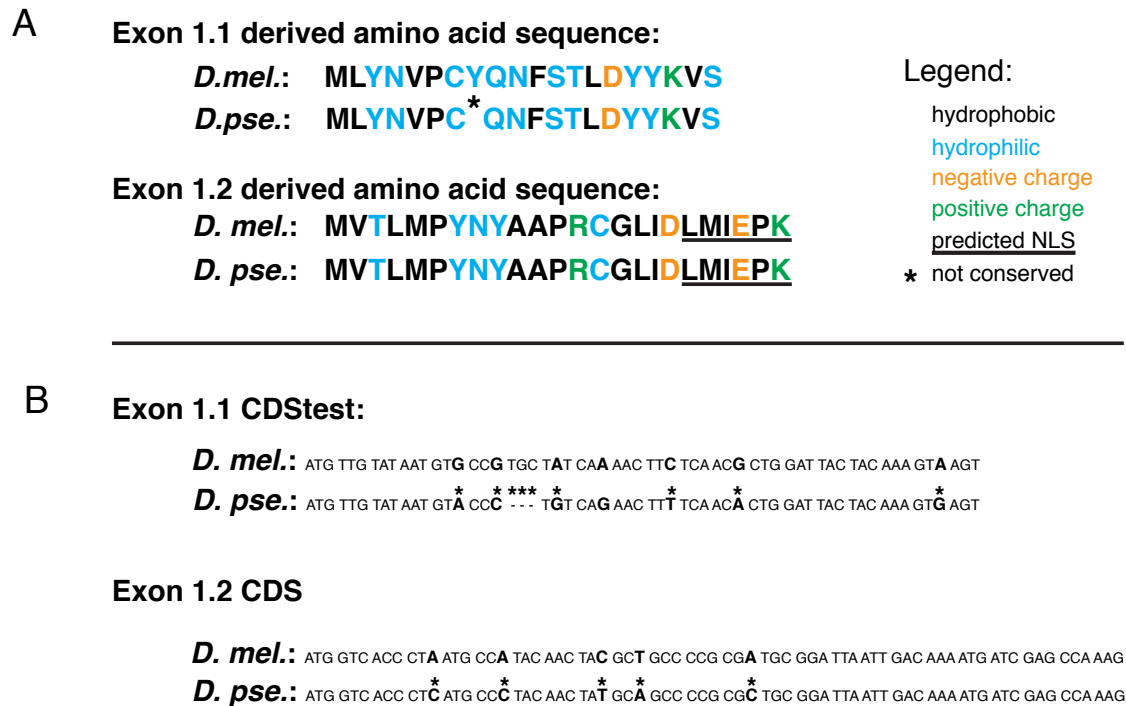 A
Exon 1.1 derived amino acid sequence:
D.mel.: MLYNVPCYQNFSTLDYYKVS
D.pse.: MLYNVPC*QNFSTLDYYKVS
Exon 1.2 derived amino acid sequence:
D. mel.: MVTLMPYNYAAPRCGLIDLMIEPK
D. pse.: MVTLMPYNYAAPRCGLIDLMIEPK
Legend:
hydrophobic
hydrophilic
negative charge
positive charge
predicted NLS
* not conserved
B
Exon 1.1 CDStest:
D. mel.: ATG TTG TAT AAT GTG CCG TGC TAT CAA AAC TTC TCA ACG CTG GAT TAC TAC AAA GTA AGT
* * *** * * * *
D. pse.: ATG TTG TAT AAT GTA CCC --- TGT CAG AAC TTT TCA ACA CTG GAT TAC TAC AAA GTG AGT
Exon 1.2 CDS
D. mel.: ATG GTC ACC CTA ATG CCA TAC AAC TAC GCT GCC CCG CGA TGC GGA TTA ATT GAC AAA ATG ATC GAG CCA AAG
* * * * *
D. pse.: ATG GTC ACC CTC ATG CCC TAC AAC TAT GCA GCC CCG CGC TGC GGA TTA ATT GAC AAA ATG ATC GAG CCA AAG